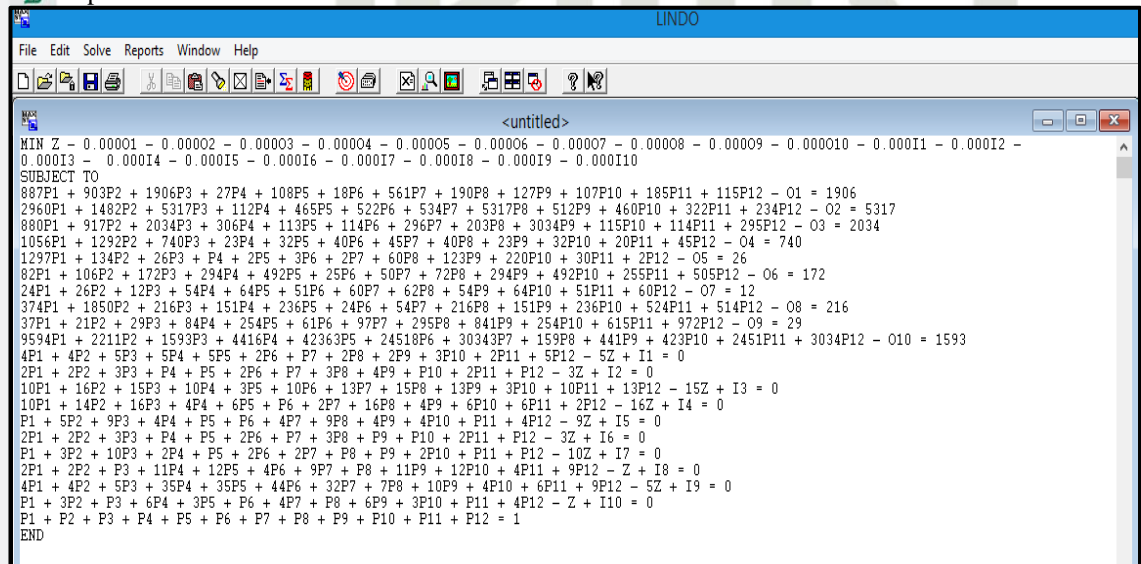 LINDO
File Edit Solve Reports Window Help
<untitled>
MIN Z - 0.000O1 - 0.000O2 - 0.000O3 - 0.000O4 - 0.000O5 - 0.000O6 - 0.000O7 - 0.000O8 - 0.000O9 - 0.000O10 - 0.000I1 - 0.000I2 -
0.000I3 - 0.000I4 - 0.000I5 - 0.000I6 - 0.000I7 - 0.000I8 - 0.000I9 - 0.000I10
SUBJECT TO
887P1 + 903P2 + 1906P3 + 27P4 + 108P5 + 18P6 + 561P7 + 190P8 + 127P9 + 107P10 + 185P11 + 115P12 - O1 = 1906
2960P1 + 1482P2 + 5317P3 + 112P4 + 465P5 + 522P6 + 534P7 + 5317P8 + 512P9 + 460P10 + 322P11 + 234P12 - O2 = 5317
880P1 + 917P2 + 2034P3 + 306P4 + 113P5 + 114P6 + 296P7 + 203P8 + 3034P9 + 115P10 + 114P11 + 295P12 - O3 = 2034
1056P1 + 1292P2 + 740P3 + 23P4 + 32P5 + 40P6 + 45P7 + 40P8 + 23P9 + 32P10 + 20P11 + 45P12 - O4 = 740
1297P1 + 134P2 + 26P3 + P4 + 2P5 + 3P6 + 2P7 + 60P8 + 123P9 + 220P10 + 30P11 + 2P12 - O5 = 26
82P1 + 106P2 + 172P3 + 294P4 + 492P5 + 25P6 + 50P7 + 72P8 + 294P9 + 492P10 + 255P11 + 505P12 - O6 = 172
24P1 + 26P2 + 12P3 + 54P4 + 64P5 + 51P6 + 60P7 + 62P8 + 54P9 + 64P10 + 51P11 + 60P12 - O7 = 12
374P1 + 1850P2 + 216P3 + 151P4 + 236P5 + 24P6 + 54P7 + 216P8 + 151P9 + 236P10 + 524P11 + 514P12 - O8 = 216
37P1 + 21P2 + 29P3 + 84P4 + 254P5 + 61P6 + 97P7 + 295P8 + 841P9 + 254P10 + 615P11 + 972P12 - O9 = 29
9594P1 + 2211P2 + 1593P3 + 4416P4 + 42363P5 + 24518P6 + 30343P7 + 159P8 + 441P9 + 423P10 + 2451P11 + 3034P12 - O10 = 1593
4P1 + 4P2 + 5P3 + 5P4 + 5P5 + 2P6 + P7 + 2P8 + 2P9 + 3P10 + 2P11 + 5P12 - 5Z + I1 = 0
2P1 + 2P2 + 3P3 + P4 + P5 + 2P6 + P7 + 3P8 + 4P9 + P10 + 2P11 + P12 - 3Z + I2 = 0
10P1 + 16P2 + 15P3 + 10P4 + 3P5 + 10P6 + 13P7 + 15P8 + 13P9 + 3P10 + 10P11 + 13P12 - 15Z + I3 = 0
10P1 + 14P2 + 16P3 + 4P4 + 6P5 + P6 + 2P7 + 16P8 + 4P9 + 6P10 + 6P11 + 2P12 - 16Z + I4 = 0
P1 + 5P2 + 9P3 + 4P4 + P5 + P6 + 4P7 + 9P8 + 4P9 + 4P10 + P11 + 4P12 - 9Z + I5 = 0
2P1 + 2P2 + 3P3 + P4 + P5 + 2P6 + P7 + 3P8 + P9 + P10 + 2P11 + P12 - 3Z + I6 = 0
P1 + 3P2 + 10P3 + 2P4 + P5 + 2P6 + 2P7 + P8 + P9 + 2P10 + P11 + P12 - 10Z + I7 = 0
2P1 + 2P2 + P3 + 11P4 + 12P5 + 4P6 + 9P7 + P8 + 11P9 + 12P10 + 4P11 + 9P12 - Z + I8 = 0
4P1 + 4P2 + 5P3 + 35P4 + 35P5 + 44P6 + 32P7 + 7P8 + 10P9 + 4P10 + 6P11 + 9P12 - 5Z + I9 = 0
P1 + 3P2 + P3 + 6P4 + 3P5 + P6 + 4P7 + P8 + 6P9 + 3P10 + P11 + 4P12 - Z + I10 = 0
P1 + P2 + P3 + P4 + P5 + P6 + P7 + P8 + P9 + P10 + P11 + P12 = 1
END